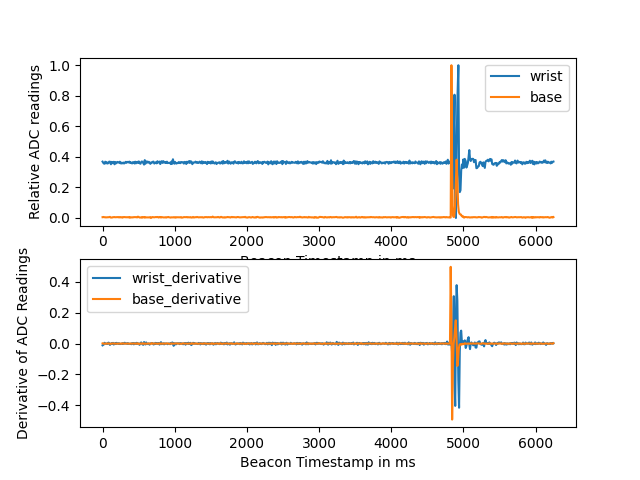 Relative ADC readings
1.0
0.8
0.6
0.4
0.2
0.0
wrist
base
0 1000 2000 3000 4000 5000 6000
Beacon Timestamp in ms
Derivative of ADC Readings
0.4
0.2
0.0
−0.2
−0.4
wrist_derivative
base_derivative
0 1000 2000 3000 4000 5000 6000
Beacon Timestamp in ms